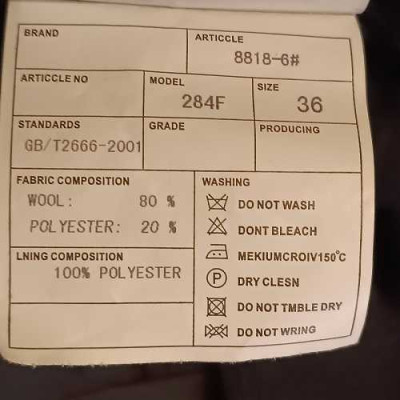 BRAND
ARTICCLE
8818-6#
ARTICCLE NO
MODEL
284F
SIZE
36
STANDARDS
GB/T2666-2001
GRADE
PRODUCING
FABRIC COMPOSITION
WOOL: 80 %
POLYESTER: 20 %
LNING COMPOSITION
100% POLYESTER
WASHING
DO NOT WASH
DONT BLEACH
MEKIUMCROIV150°C
P DRY CLESN
DO NOT TMBLE DRY
DO NOT WRING